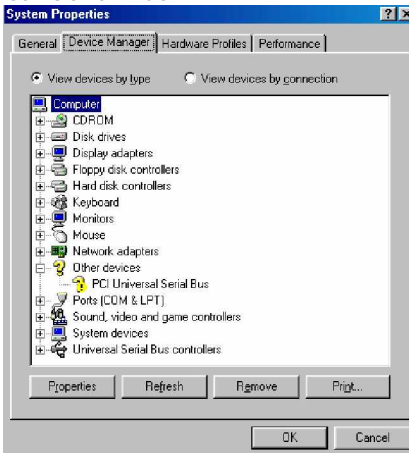 System Properties
General Device Manager Hardware Profiles Performance
View devices by type View devices by connection
Computer
CDROM
Disk drives
Display adapters
Floppy disk controllers
Hard disk controllers
Keyboard
Monitors
Mouse
Network adapters
Other devices
PCI Universal Serial Bus
Ports (COM & LPT)
Sound, video and game controllers
System devices
Universal Serial Bus controllers
Properties Refresh Remove Print...
OK Cancel